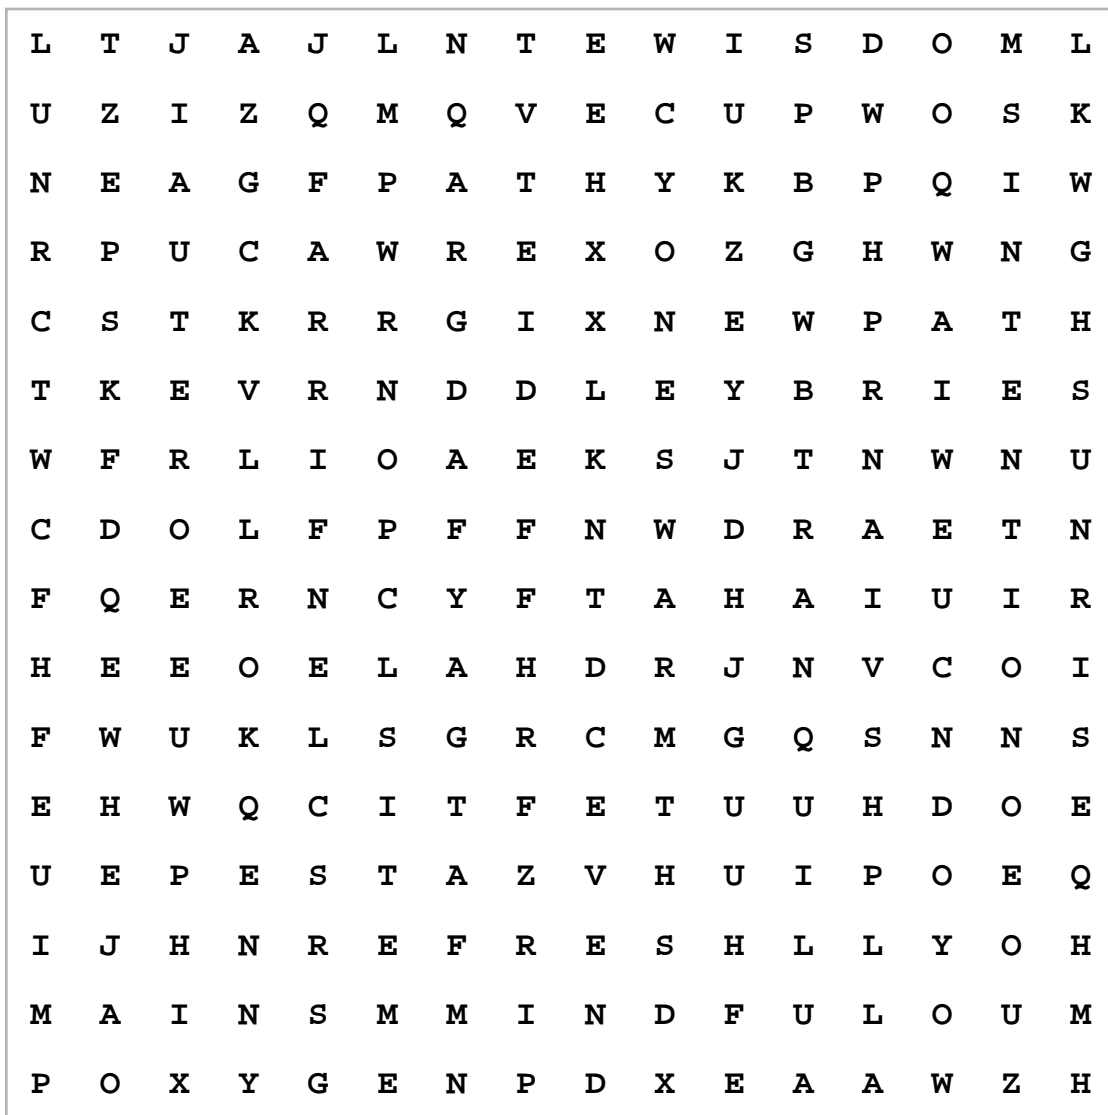 L T J A J L N T E W I S D O M L
U Z I Z Q M Q V E C U P W O S K
N E A G F P A T H Y K B P Q I W
R P U C A W R E X O Z G H W N G
C S T K R R G I X N E W P A T H
T K E V R N D D L E Y B R I E S
W F R L I O A E K S J T N W N U
C D O L F P F F N W D R A E T N
F Q E R N C Y F T A H A I U I R
H E E O E L A H D R J N V C O I
F W U K L S G R C M G Q S N N S
E H W Q C I T F E T U U H D O E
U E P E S T A Z V H U I P O E Q
I J H N R E F R E S H L L Y O H
M A I N S M M I N D F U L O U M
P O X Y G E N P D X E A A W Z H